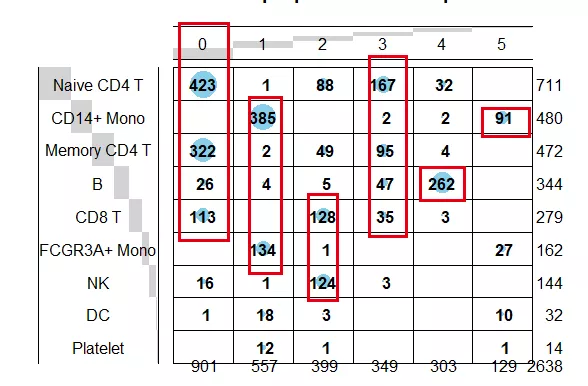 0 1 2 3 4 5
Naive CD4 T 423 1 88 167 32 711
CD14+ Mono 385 2 2 91 480
Memory CD4 T 322 2 49 95 4 472
B 26 4 5 47 262 344
CD8 T 113 128 35 3 279
FCGR3A+ Mono 134 1 27 162
NK 16 1 124 3 144
DC 1 18 3 10 32
Platelet 12 1 1 14
901 557 399 349 303 129 2638